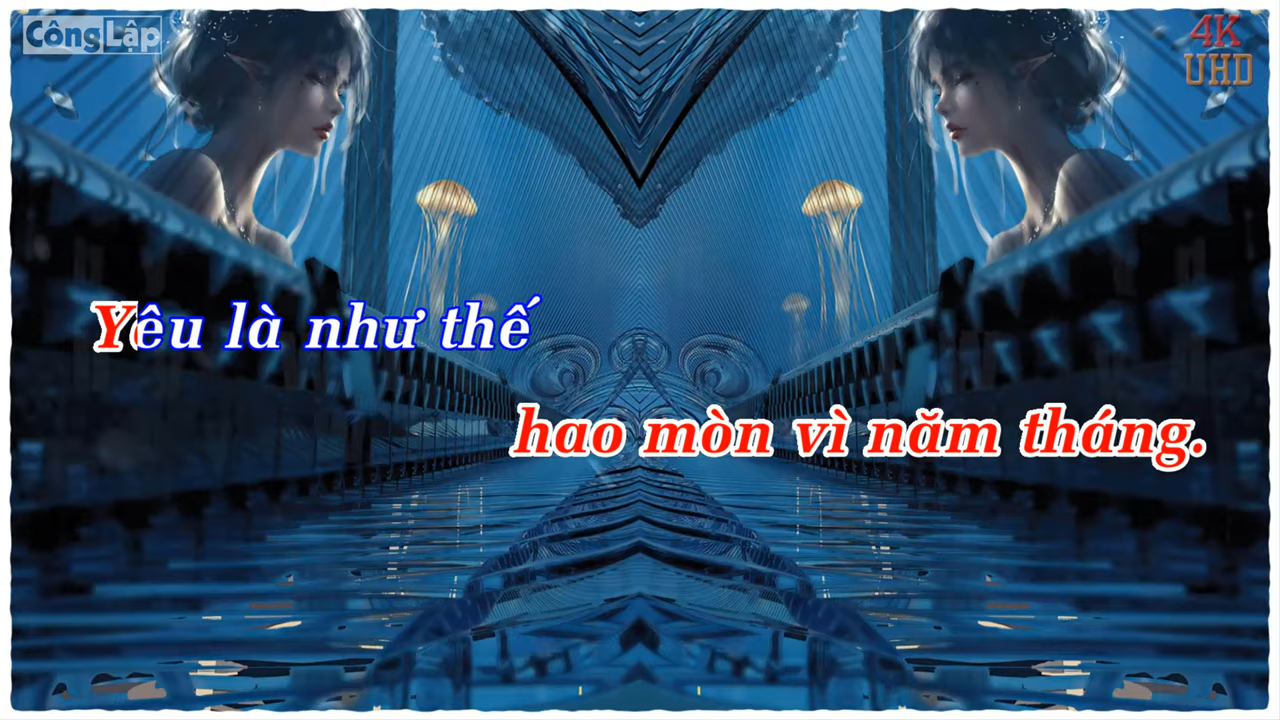 CôngLập
4K
UHD
Yêu là như thế
hao mòn vì năm tháng.